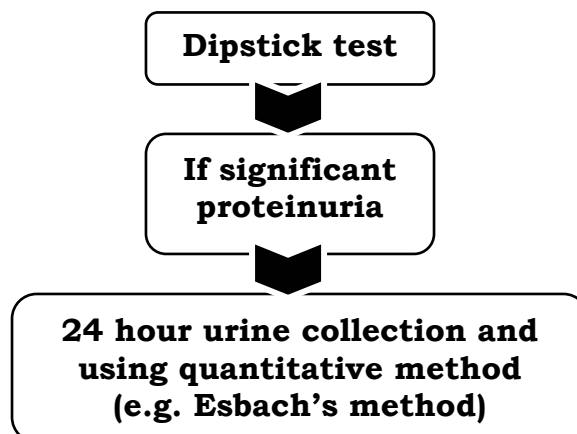 Dipstick test
If significant
proteinuria
24 hour urine collection and
using quantitative method
(e.g. Esbach’s method)